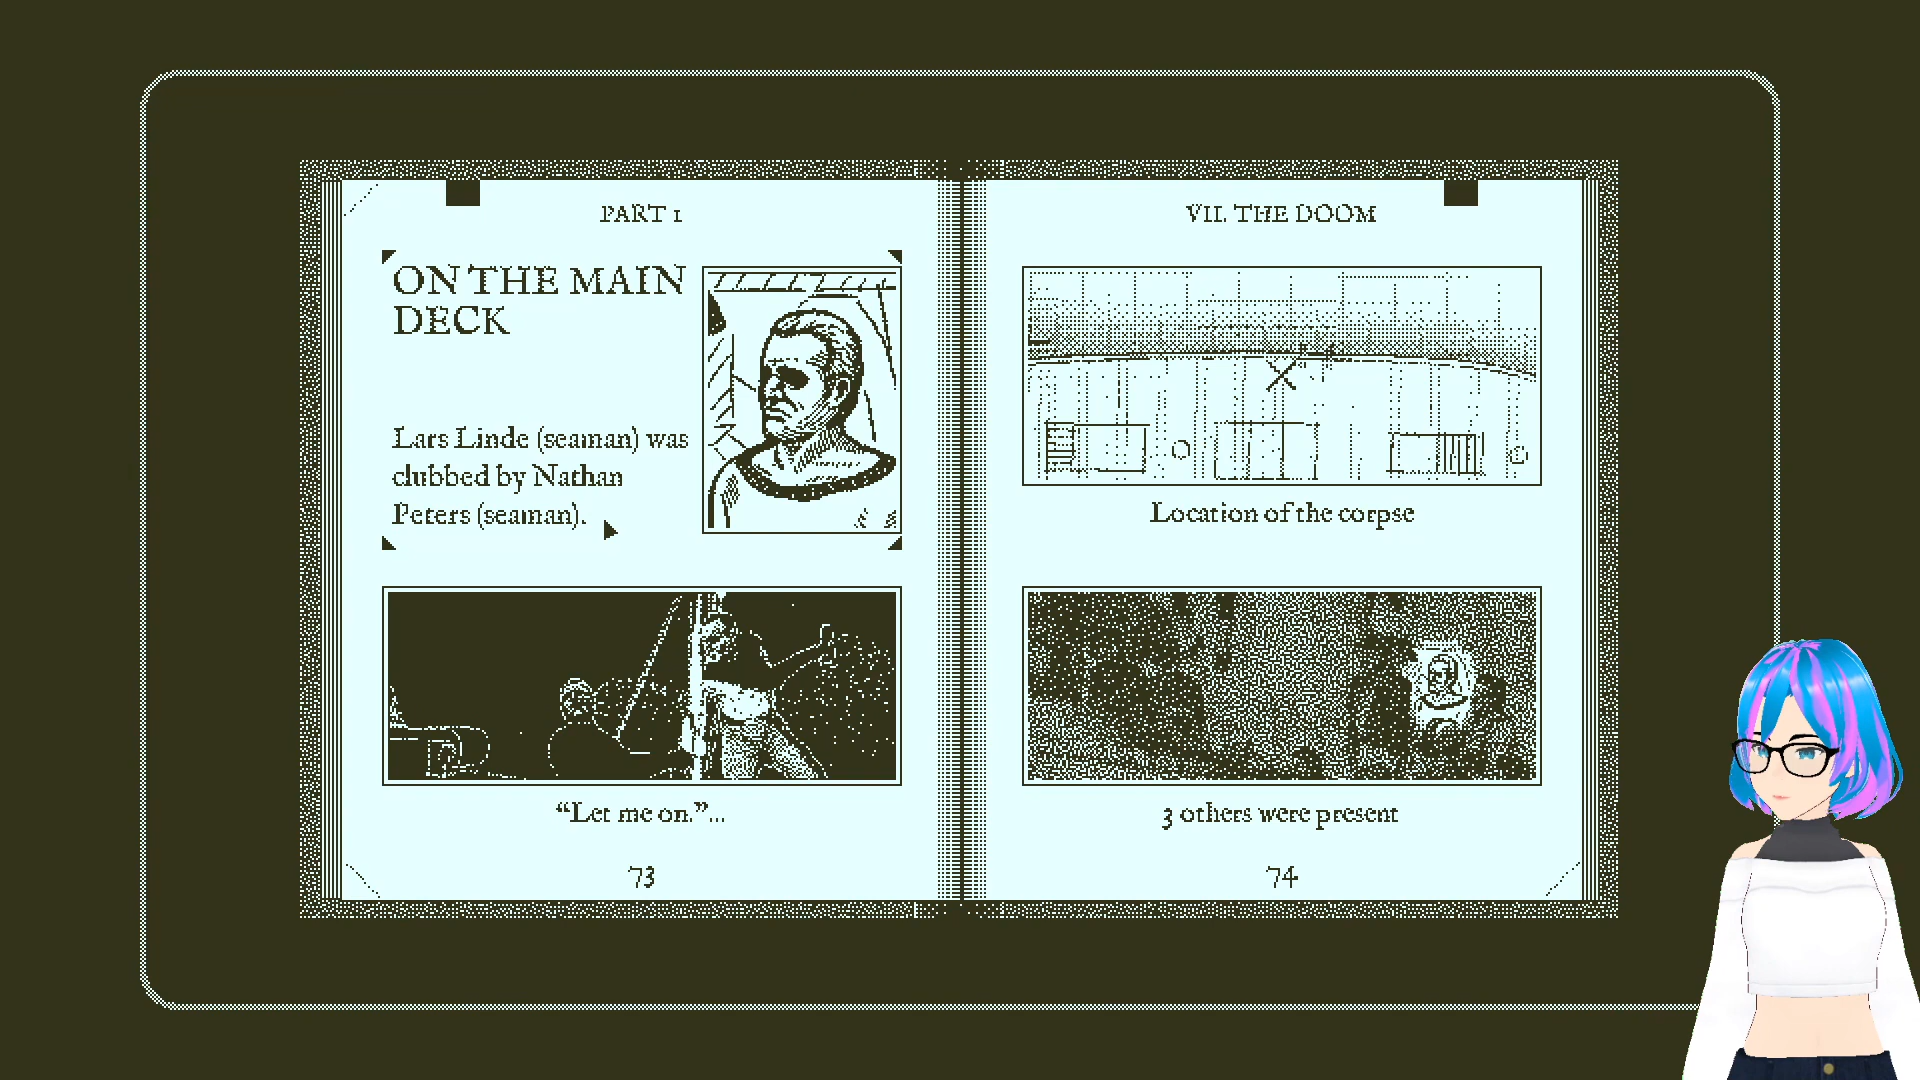 PART 1
ON THE MAIN
DECK
Lars Linde (seaman) was
clubbed by Nathan
Peters (seaman).
“Let me on.”...
73
VII. THE DOOM
Location of the corpse
3 others were present
74